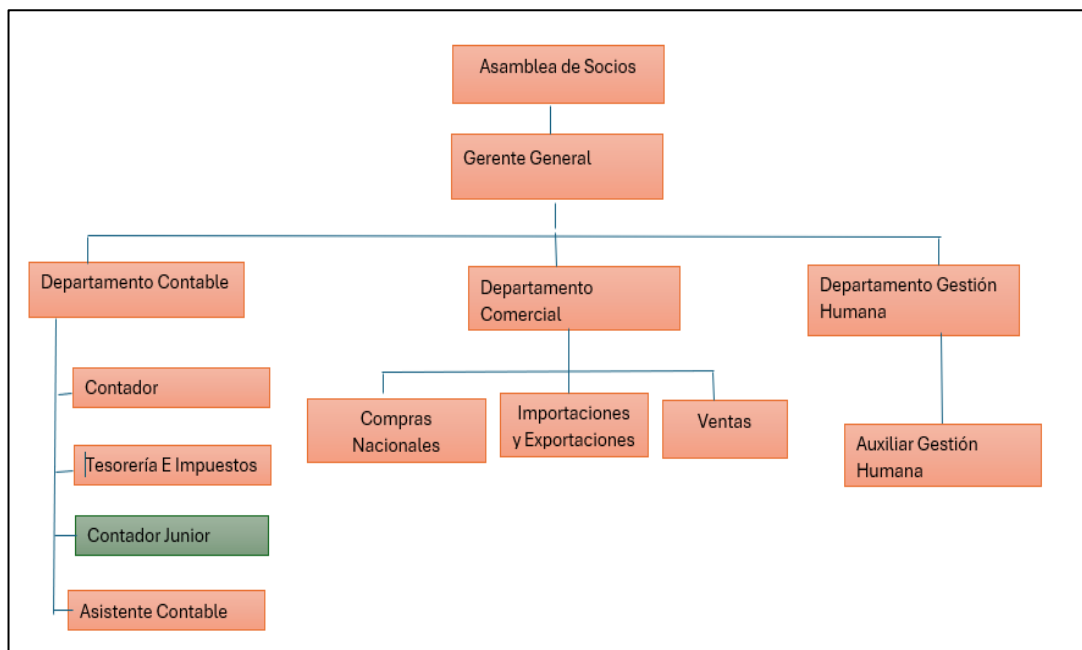 Asamblea de Socios
Gerente General
Departamento Contable
Departamento
Comercial
Departamento Gestión
Humana
Contador
Tesorería E Impuestos
Contador Junior
Asistente Contable
Compras
Nacionales
Importaciones
y Exportaciones
Ventas
Auxiliar Gestión
Humana